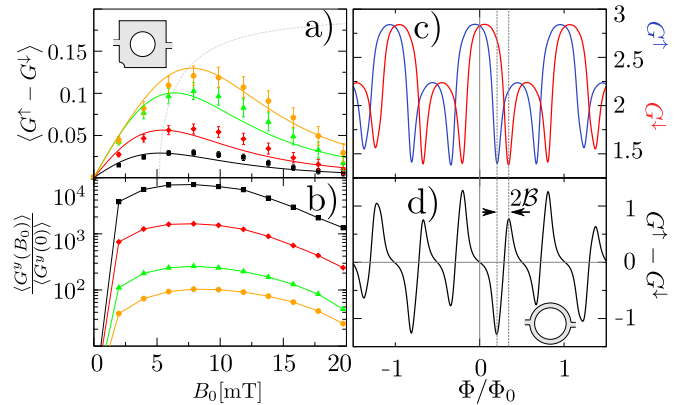 a)
⟨G↑ − G↓⟩
0.15
0.1
0.05
b)
⟨G^y(B₀)⟩
⟨G^y(0)⟩
10⁴
10³
10²
0 5 10 15 20
B₀[mT]
c)
G↑
G↓
3
2.5
2
1.5
d)
2ℬ
G↑ − G↓
1
0
-1
-1 0 1
Φ/Φ₀